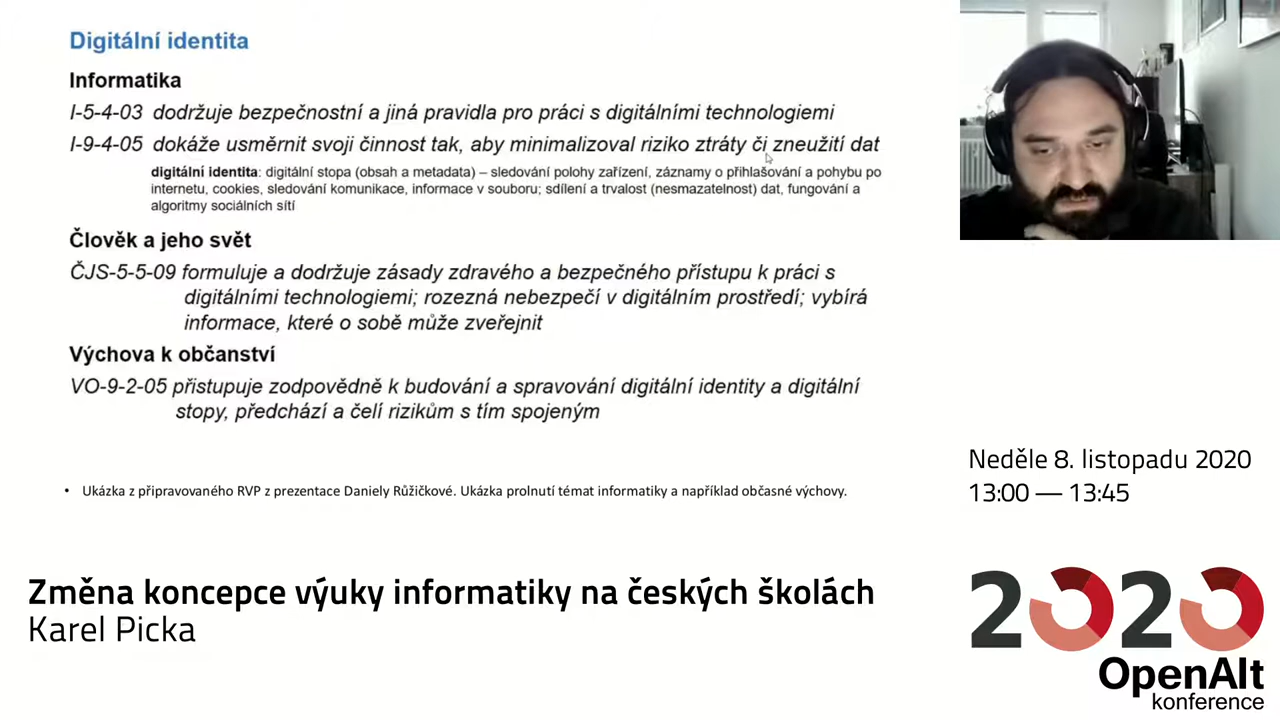 Digitální identita
Informatika
I-5-4-03 dodržuje bezpečnostní a jiná pravidla pro práci s digitálními technologiemi
I-9-4-05 dokáže usměrnit svoji činnost tak, aby minimalizoval riziko ztráty či zneužití dat
digitální identita: digitální stopa (obsah a metadata) – sledování polohy zařízení, záznamy o přihlašování a pohybu po
internetu, cookies, sledování komunikace, informace v souboru; sdílení a trvalost (nesmazatelnost) dat, fungování a
algoritmy sociálních sítí
Člověk a jeho svět
ČJS-5-5-09 formuluje a dodržuje zásady zdravého a bezpečného přístupu k práci s
digitálními technologiemi; rozezná nebezpečí v digitálním prostředí; vybírá
informace, které o sobě může zveřejnit
Výchova k občanství
VO-9-2-05 přistupuje zodpovědně k budování a spravování digitální identity a digitální
stopy, předchází a čelí rizikům s tím spojeným
• Ukázka z připravovaného RVP z prezentace Daniely Růžičkové. Ukázka prolnutí témat informatiky a například občasné výchovy.
Neděle 8. listopadu 2020
13:00 — 13:45
Změna koncepce výuky informatiky na českých školách
Karel Picka
2020
OpenAlt
konference